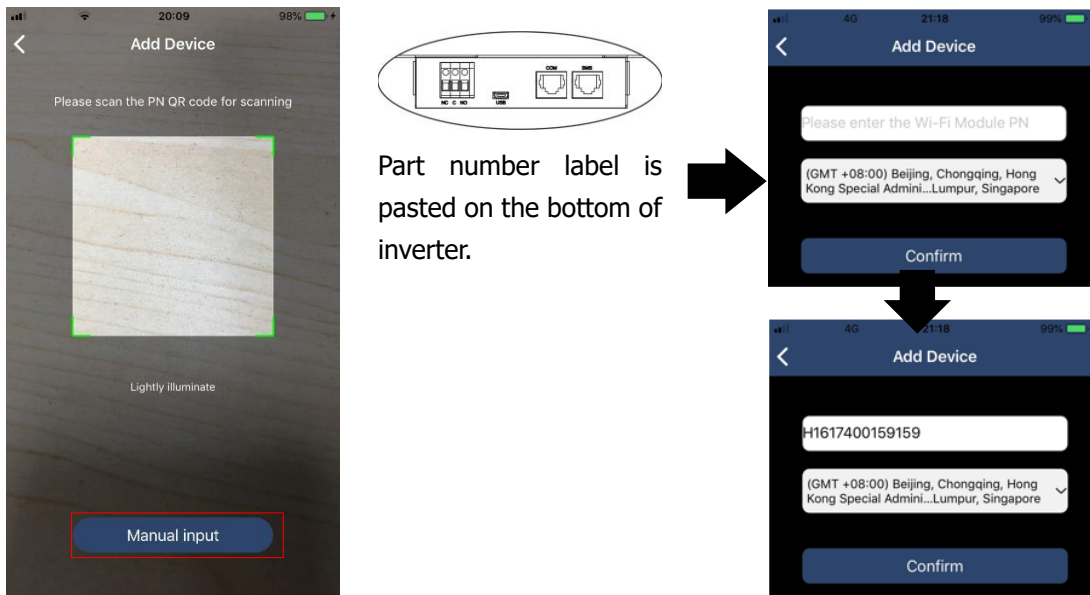 20:09
98%
Add Device
Please scan the PN QR code for scanning
Lightly illuminate
Manual input
NC C NO
USB
COM
BMS
Part number label is
pasted on the bottom of
inverter.
4G
21:18
99%
Add Device
Please enter the Wi-Fi Module PN
(GMT +08:00) Beijing, Chongqing, Hong
Kong Special Admini...Lumpur, Singapore
Confirm
4G
21:18
99%
Add Device
H1617400159159
(GMT +08:00) Beijing, Chongqing, Hong
Kong Special Admini...Lumpur, Singapore
Confirm